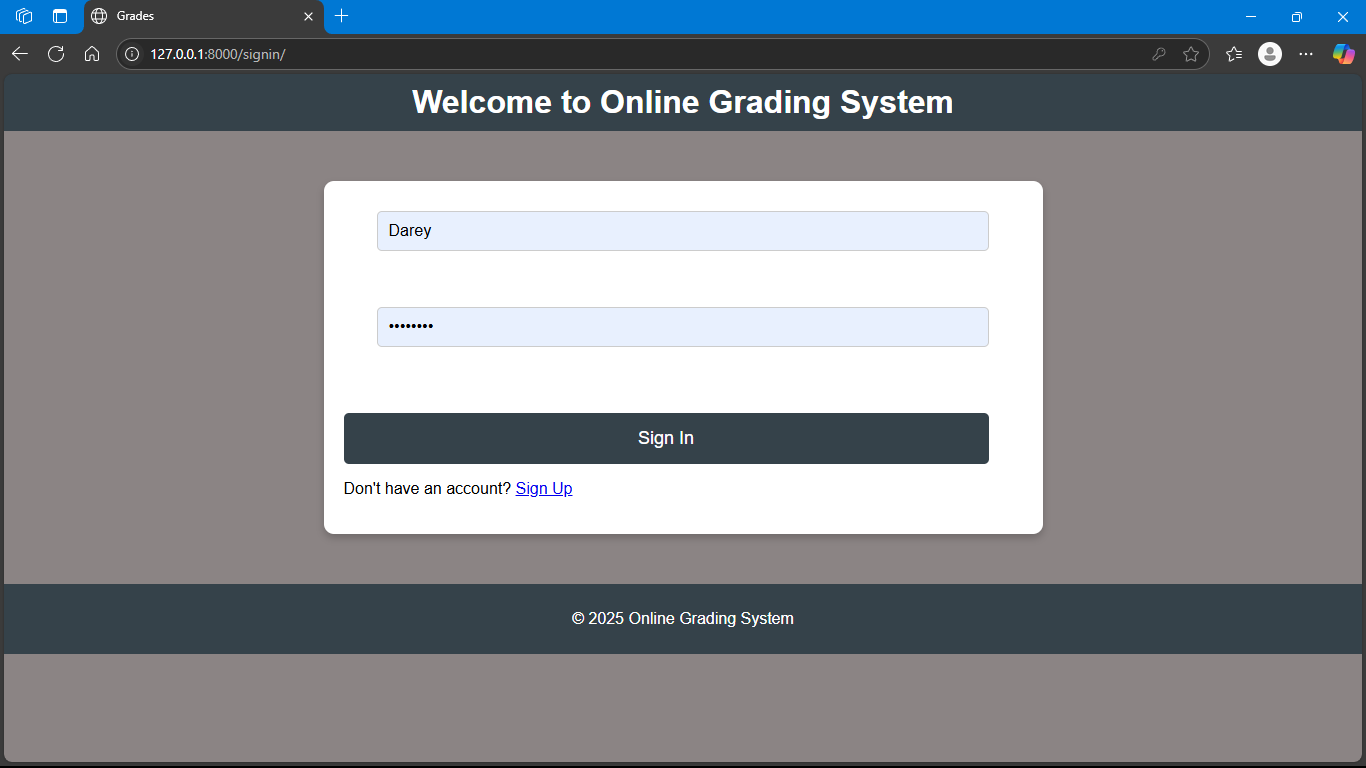 Grades
127.0.0.1:8000/signin/
Welcome to Online Grading System
Darey
••••••••
Sign In
Don't have an account? Sign Up
© 2025 Online Grading System